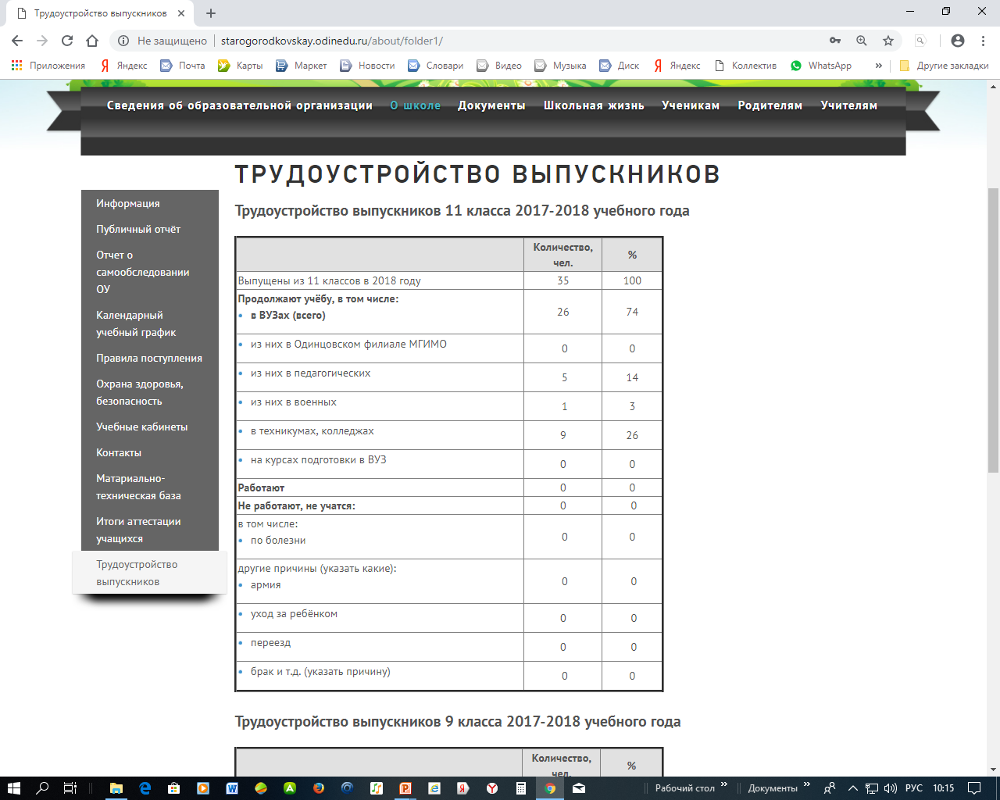 Трудоустройство выпускников
Не защищено starogorodkovskay.odinedu.ru/about/folder1/
Приложения Яндекс Почта Карты Маркет Новости Словари Видео Музыка Диск Яндекс Коллектив WhatsApp » Другие закладки
Сведения об образовательной организации О школе Документы Школьная жизнь Ученикам Родителям Учителям
ТРУДОУСТРОЙСТВО ВЫПУСКНИКОВ
Информация
Публичный отчёт
Отчет о
самообследовании
ОУ
Календарный
учебный график
Правила поступления
Охрана здоровья,
безопасность
Учебные кабинеты
Контакты
Матариально-
техническая база
Итоги аттестации
учащихся
Трудоустройство
выпускников
Трудоустройство выпускников 11 класса 2017-2018 учебного года
Количество,
чел.
%
Выпущены из 11 классов в 2018 году 35 100
Продолжают учёбу, в том числе:
• в ВУЗах (всего) 26 74
• из них в Одинцовском филиале МГИМО 0 0
• из них в педагогических 5 14
• из них в военных 1 3
• в техникумах, колледжах 9 26
• на курсах подготовки в ВУЗ 0 0
Работают 0 0
Не работают, не учатся: 0 0
в том числе:
• по болезни 0 0
другие причины (указать какие):
• армия 0 0
• уход за ребёнком 0 0
• переезд 0 0
• брак и т.д. (указать причину) 0 0
Трудоустройство выпускников 9 класса 2017-2018 учебного года
Количество,
чел.
%
Рабочий стол » Документы » РУС 10:15